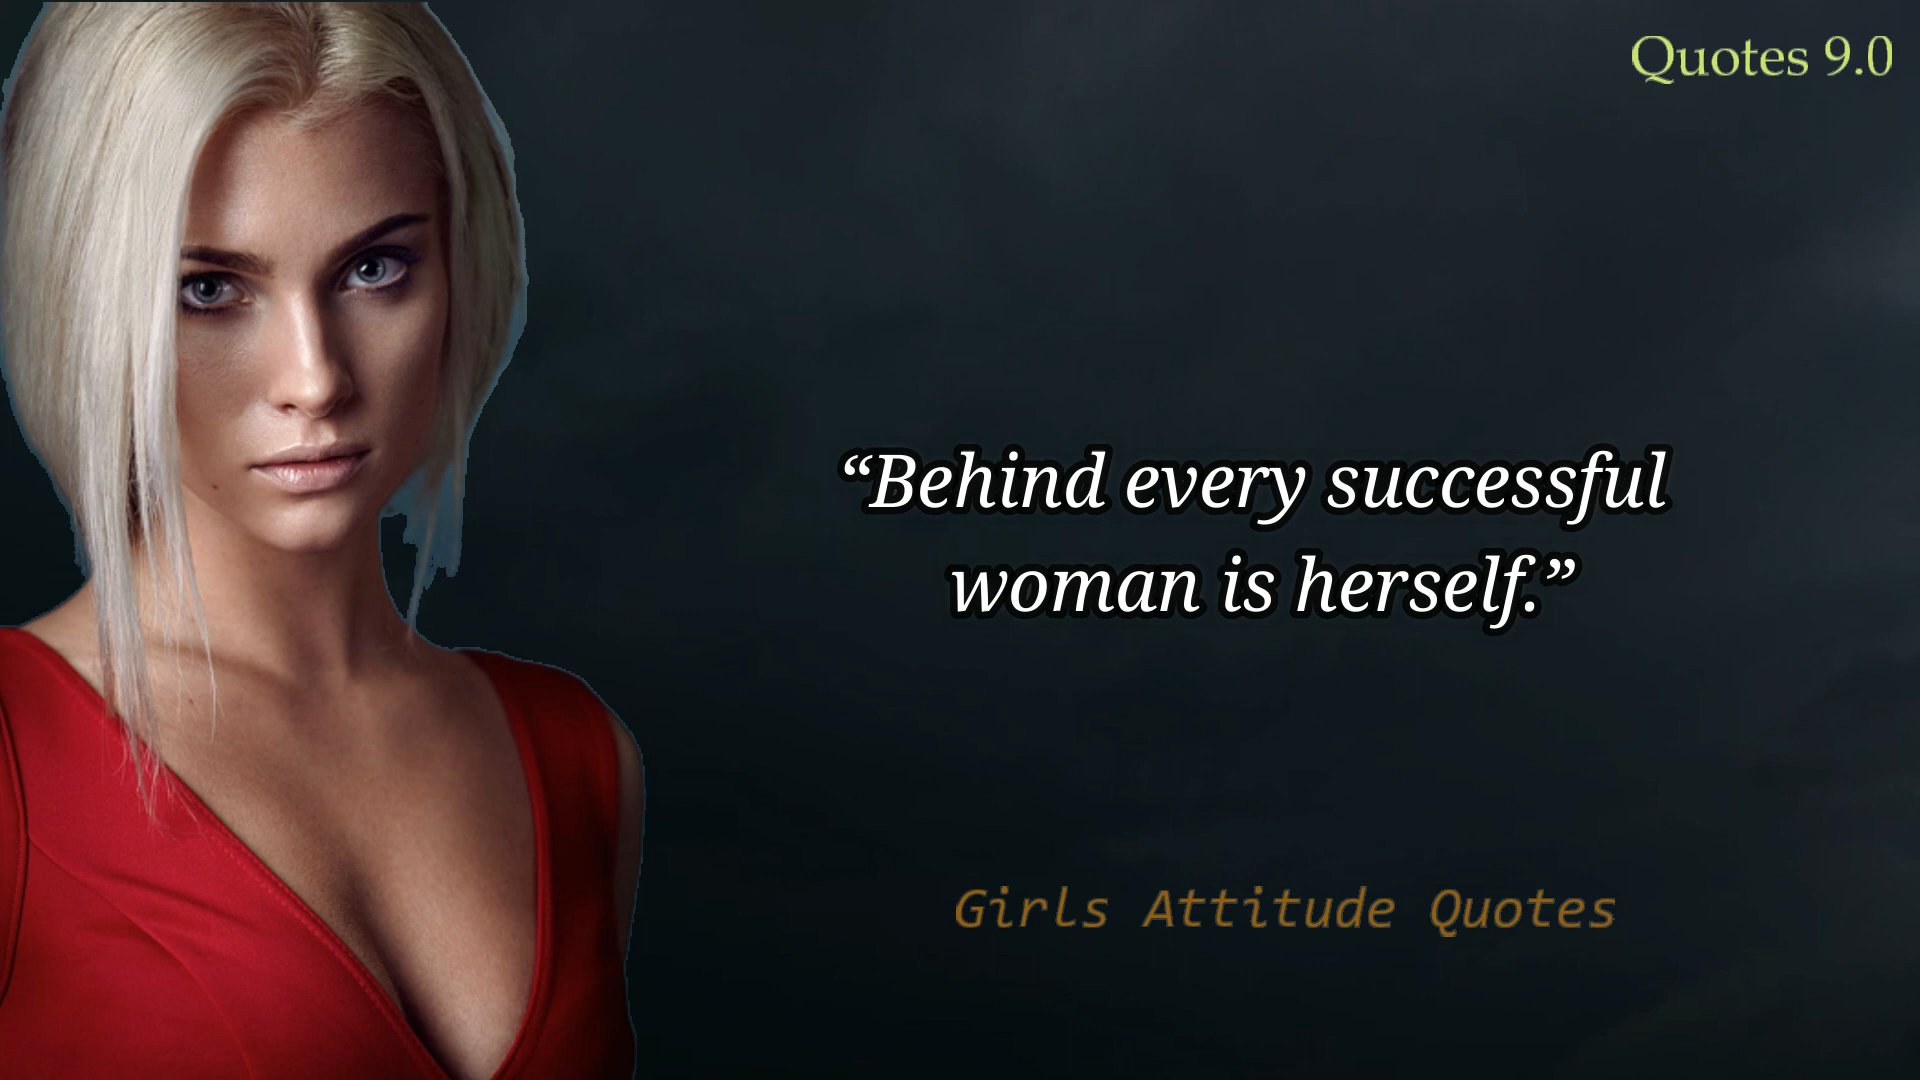 Quotes 9.0
“Behind every successful
woman is herself.”
Girls Attitude Quotes